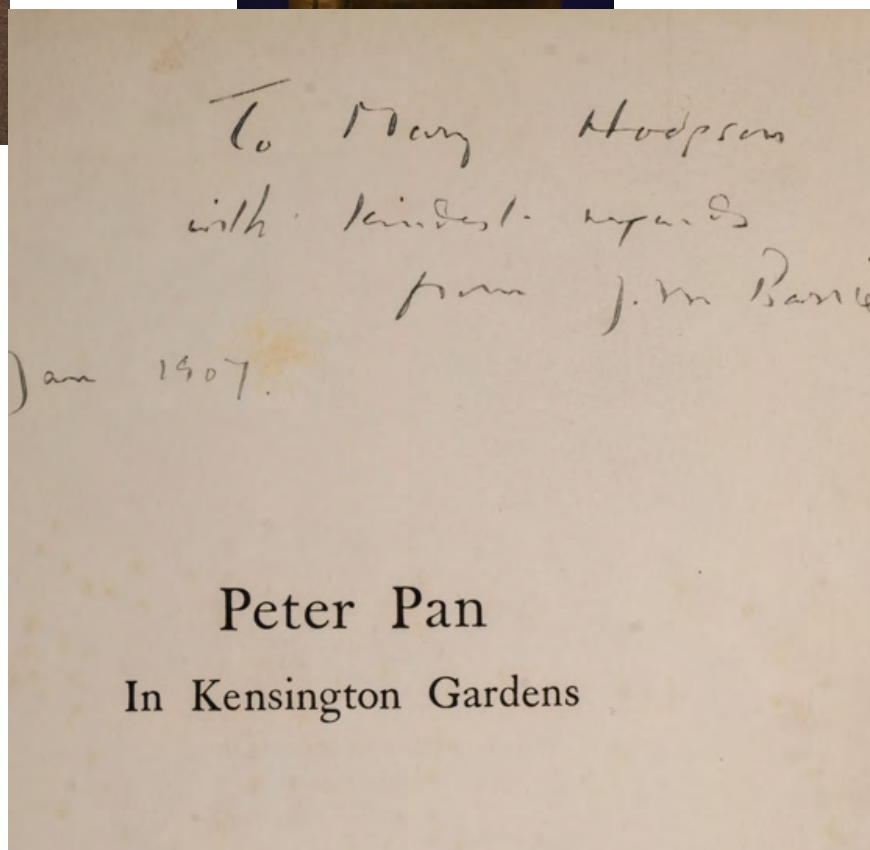 To Mary Hodgson
with kindest regards
from J. M Barrie
Jan 1907.
Peter Pan
In Kensington Gardens